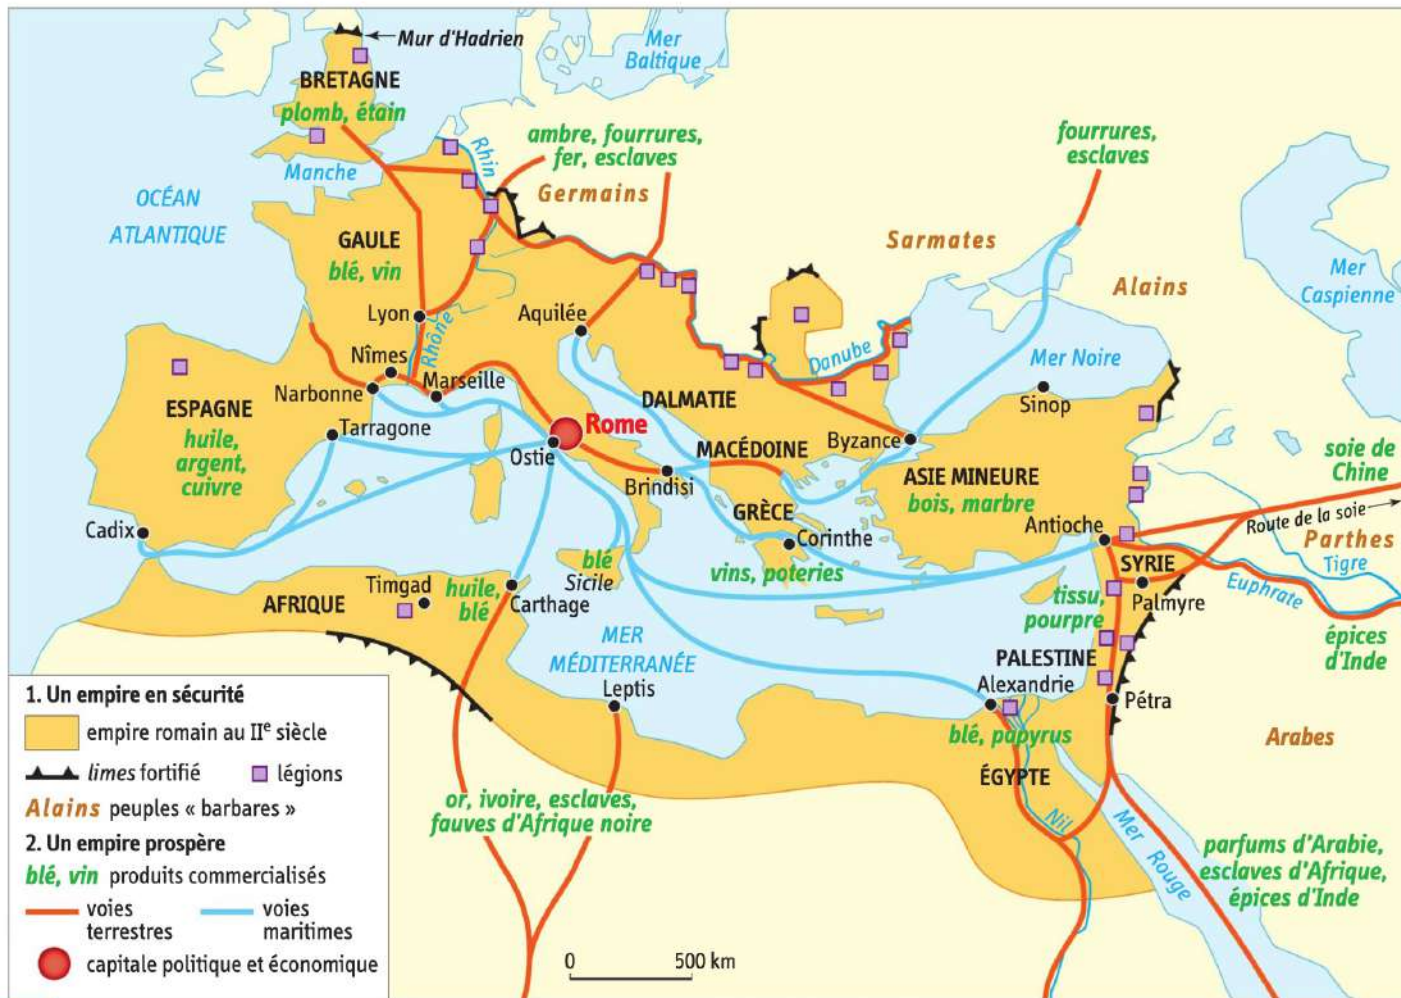 Mur d'Hadrien
Mer
Baltique
BRETAGNE
plomb, étain
ambre, fourrures,
fer, esclaves
fourrures,
esclaves
Rhin
Manche
Germains
OCÉAN
ATLANTIQUE
GAULE
blé, vin
Sarmates
Alains
Mer
Caspienne
Lyon
Rhône
Aquilée
Danube
Mer Noire
Nîmes
Narbonne
Marseille
ESPAGNE
huile,
argent,
cuivre
Tarragone
Rome
Ostie
DALMATIE
Sinop
MACÉDOINE
Byzance
Brindisi
ASIE MINEURE
bois, marbre
soie de
Chine
Route de la soie
GRÈCE
Corinthe
Cadix
Antioche
Parthes
Tigre
blé
Sicile
vins, poteries
SYRIE
Palmyre
Euphrate
Timgad
AFRIQUE
huile,
blé
Carthage
tissu,
pourpre
épices
d'Inde
MER
MÉDITERRANÉE
PALESTINE
Leptis
Alexandrie
Pétra
blé, papyrus
Arabes
ÉGYPTE
or, ivoire, esclaves,
fauves d'Afrique noire
Nil
Mer Rouge
parfums d'Arabie,
esclaves d'Afrique,
épices d'Inde
1. Un empire en sécurité
empire romain au IIe siècle
limes fortifié
légions
Alains peuples « barbares »
2. Un empire prospère
blé, vin produits commercialisés
voies
terrestres
voies
maritimes
capitale politique et économique
0 500 km